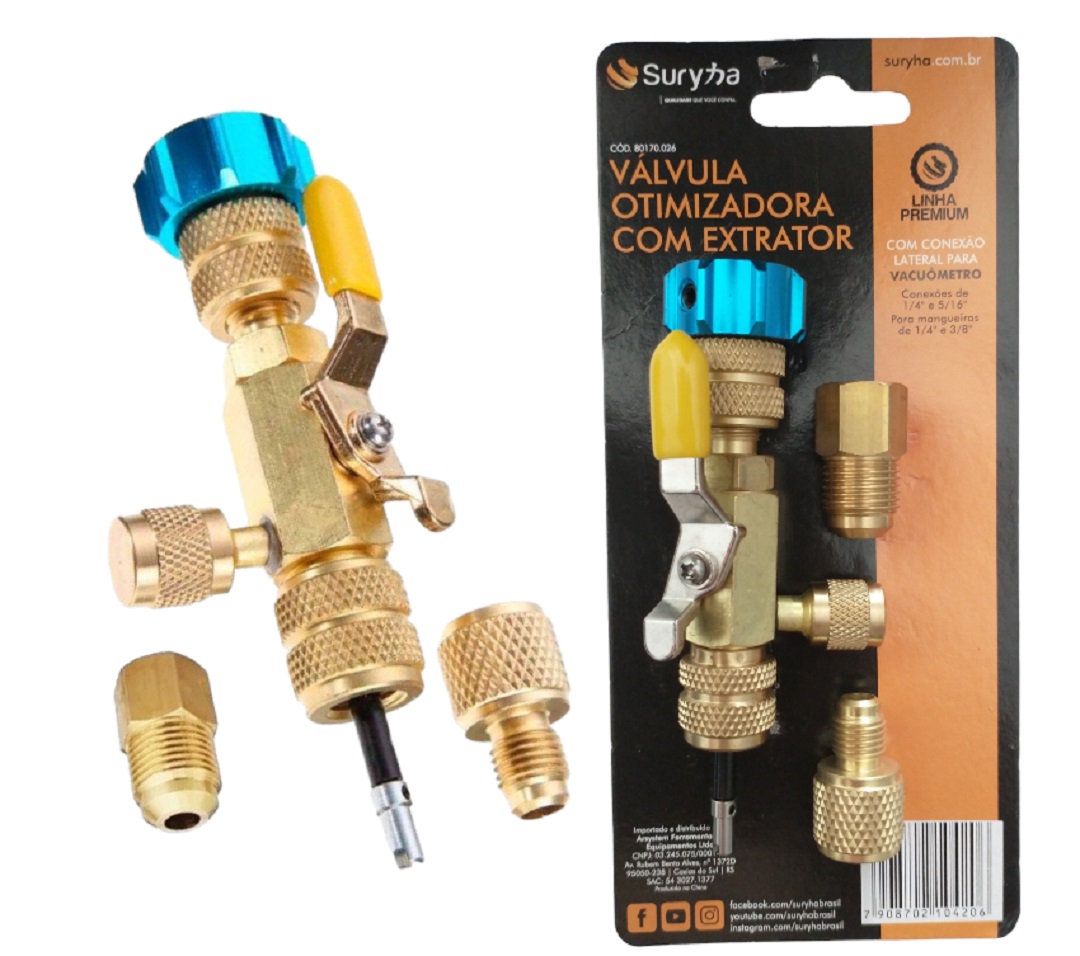 Suryha
suryha.com.br
CÓD. 80170.026
VÁLVULA
OTIMIZADORA
COM EXTRATOR
LINHA
PREMIUM
COM CONEXÃO
LATERAL PARA
VACUÔMETRO
Conexões de
1/4" e 5/16"
Para mangueiras
de 1/4" e 3/8"
Importado e distribuído
Arsystem Ferramenta
Equipamentos Ltda
CNPJ: 03.245.075/0001
Av. Rubem Bento Alves, nº 1372D
95050-238 | Caxias do Sul | RS
SAC: 54 3027.1377
Produzido na China
facebook.com/suryhabrasil
youtube.com/suryhabrasil
instagram.com/suryhabrasil
7 908702 104206